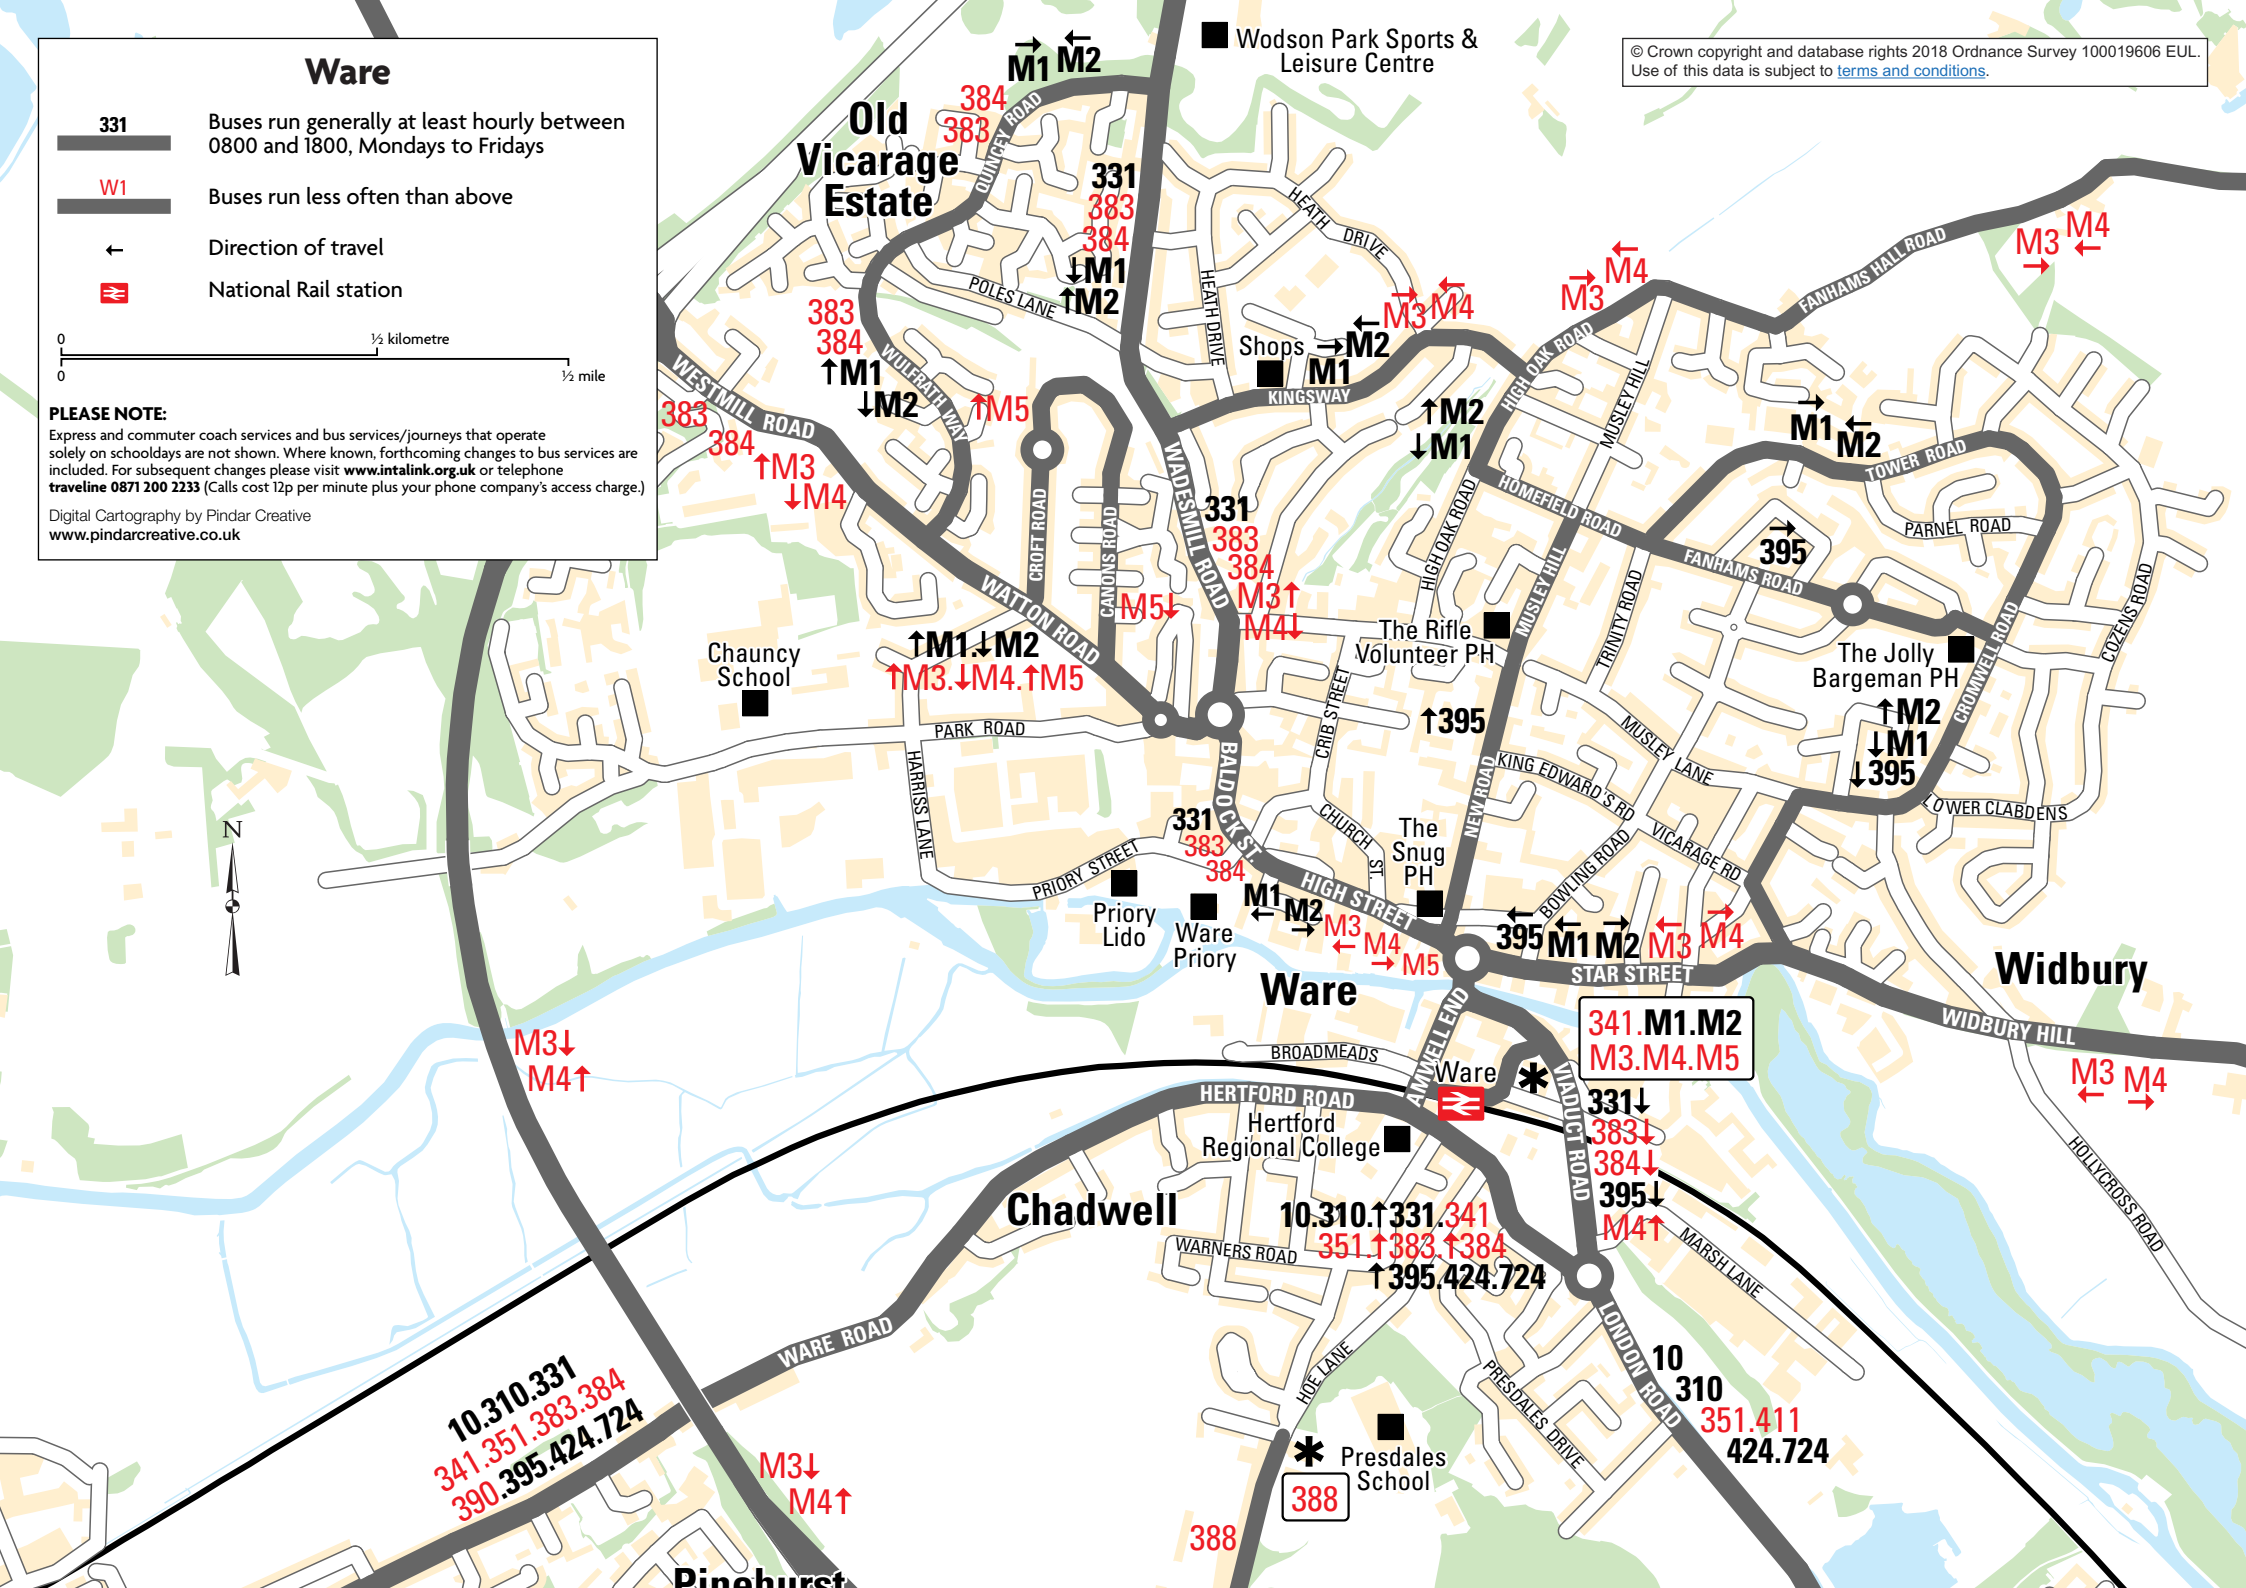 Ware
331
Buses run generally at least hourly between
0800 and 1800, Mondays to Fridays
W1
Buses run less often than above
←
Direction of travel
National Rail station
0
½ kilometre
0
½ mile
PLEASE NOTE:
Express and commuter coach services and bus services/journeys that operate
solely on schooldays are not shown. Where known, forthcoming changes to bus services are
included. For subsequent changes please visit www.intalink.org.uk or telephone
traveline 0871 200 2233 (Calls cost 12p per minute plus your phone company's access charge.)
Digital Cartography by Pindar Creative
www.pindarcreative.co.uk
© Crown copyright and database rights 2018 Ordnance Survey 100019606 EUL.
Use of this data is subject to terms and conditions.
Wodson Park Sports &
Leisure Centre
→ ←
M1 M2
384
383
QUINCEY ROAD
Old
Vicarage
Estate
331
383
384
↓M1
↑M2
POLES LANE
HEATH DRIVE
HEATH DRIVE
383
384
↑M1
↓M2
WULFRATH WAY
↑M5
WESTMILL ROAD
383
384
↑M3
↓M4
Shops
→M2
←
M1
KINGSWAY
→ ←
M3 M4
→ ←
M3 M4
HIGH OAK ROAD
MUSLEY HILL
FANHAMS HALL ROAD
M3 M4
→ ←
↑M2
↓M1
→ ←
M1 M2
TOWER ROAD
PARNEL ROAD
HOMEFIELD ROAD
HIGH OAK ROAD
FANHAMS ROAD
→
395
TRINITY ROAD
MUSLEY HILL
COZENS ROAD
CROMWELL ROAD
CROFT ROAD
CANONS ROAD
WADESMILL ROAD
331
383
384
M3↑
M4↓
M5↓
WATTON ROAD
↑M1.↓M2
↑M3.↓M4.↑M5
Chauncy
School
PARK ROAD
HARRISS LANE
The Rifle
Volunteer PH
CRIB STREET
↑395
The Jolly
Bargeman PH
↑M2
↓M1
↓395
LOWER CLABDENS
MUSLEY LANE
KING EDWARD'S RD
NEW ROAD
VICARAGE RD
BOWLING ROAD
BALDOCK ST.
CHURCH ST.
The
Snug
PH
331
383
384
PRIORY STREET
Priory
Lido
Ware
Priory
HIGH STREET
M1
←
M2
→
M3
←
M4
→
M5
← ← → ← →
395 M1 M2 M3 M4
STAR STREET
N
Ware
Widbury
WIDBURY HILL
M3 M4
← →
HOLLYCROSS ROAD
341.M1.M2
M3.M4.M5
M3↓
M4↑
BROADMEADS
AMWELL END
Ware
*
VIADUCT ROAD
331↓
383↓
384↓
395↓
M4↑
HERTFORD ROAD
Hertford
Regional College
Chadwell
10.310.↑331.341
351.↑383.↑384
↑395.424.724
WARNERS ROAD
MARSH LANE
WARE ROAD
HOE LANE
PRESDALES DRIVE
LONDON ROAD
10
310
351.411
424.724
10.310.331
341.351.383.384
390.395.424.724
M3↓
M4↑
*
388
Presdales
School
388
Pinehurst